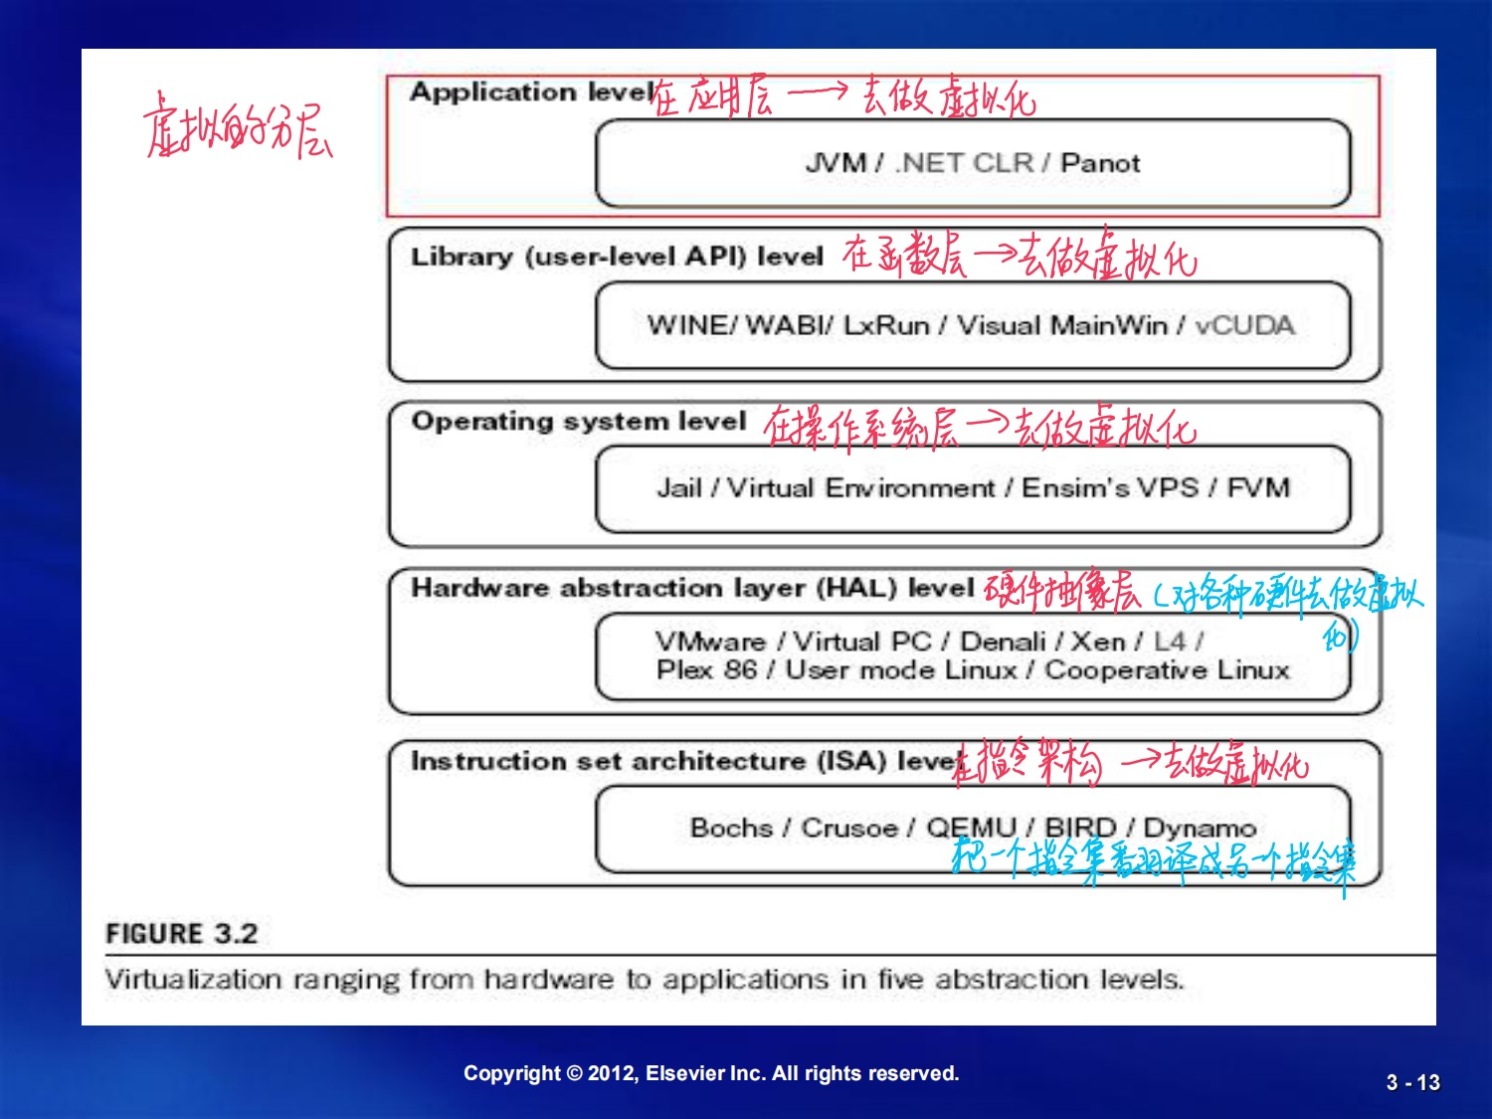 虚拟的分层
Application level 在应用层 → 去做虚拟化
JVM / .NET CLR / Panot
Library (user-level API) level 在函数层 → 去做虚拟化
WINE/ WABI/ LxRun / Visual MainWin / vCUDA
Operating system level 在操作系统层 → 去做虚拟化
Jail / Virtual Environment / Ensim's VPS / FVM
Hardware abstraction layer (HAL) level 硬件抽像层 (对各种硬件去做虚拟
化)
VMware / Virtual PC / Denali / Xen / L4 /
Plex 86 / User mode Linux / Cooperative Linux
Instruction set architecture (ISA) level 在指令架构 → 去做虚拟化
Bochs / Crusoe / QEMU / BIRD / Dynamo
把一个指令集翻译成另一个指令集
FIGURE 3.2
Virtualization ranging from hardware to applications in five abstraction levels.
Copyright © 2012, Elsevier Inc. All rights reserved.
3 - 13